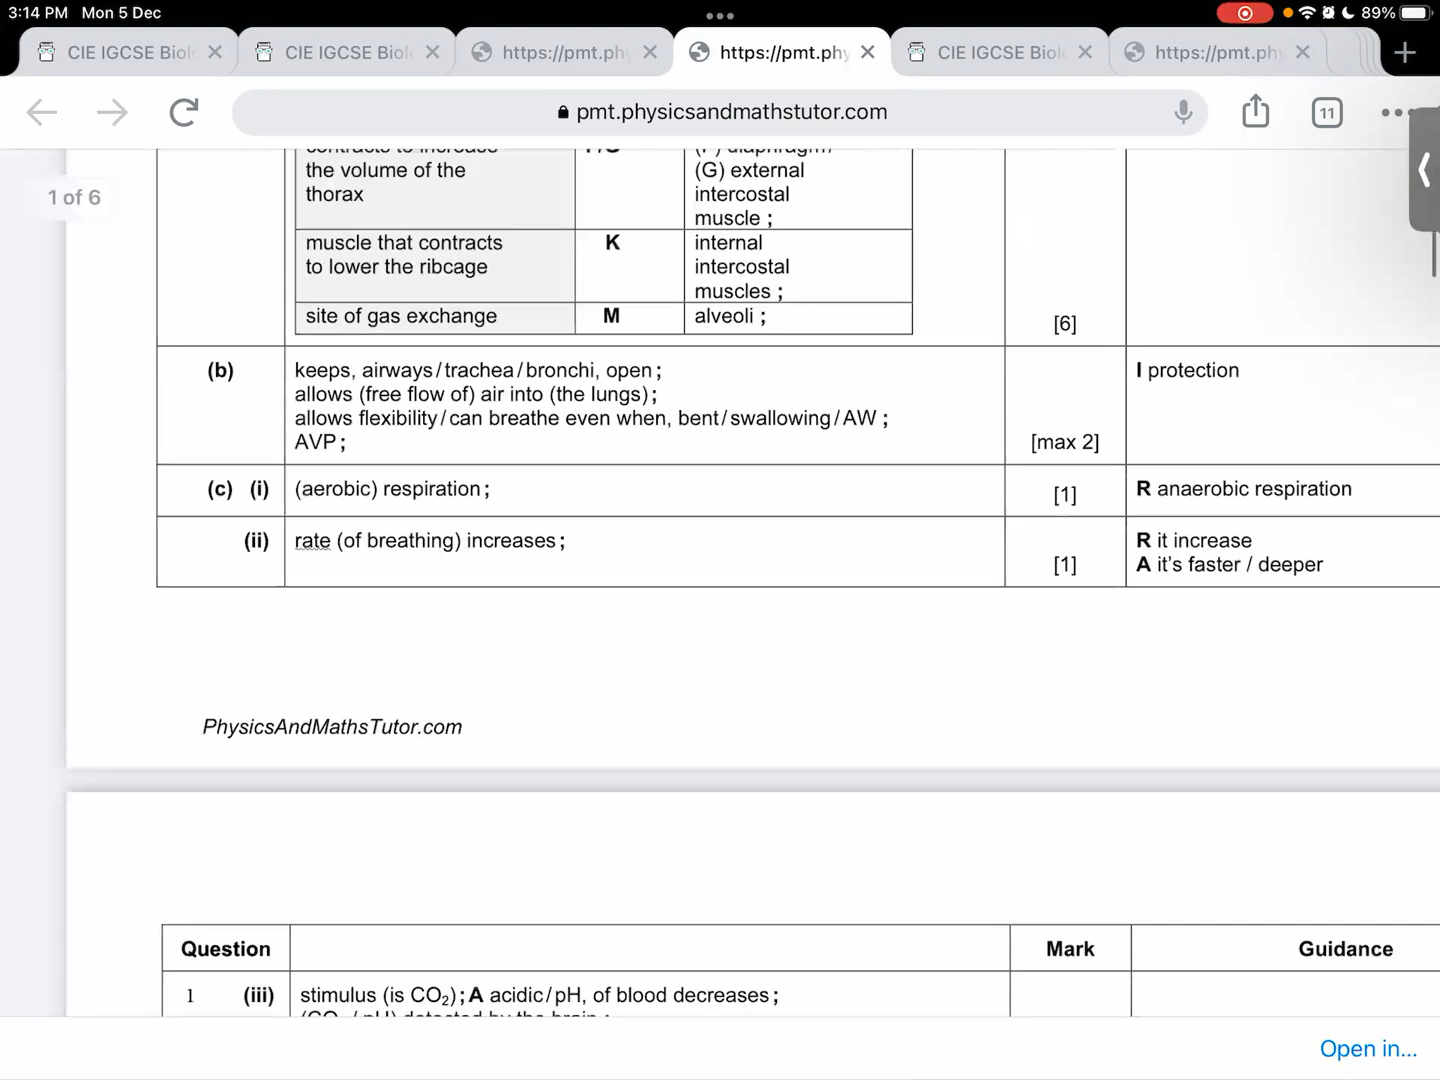 3:14 PM Mon 5 Dec
89%
CIE IGCSE Biol
CIE IGCSE Biol
https://pmt.phy
https://pmt.phy
CIE IGCSE Biol
https://pmt.phy
pmt.physicsandmathstutor.com
11
1 of 6
contracts to increase
the volume of the
thorax
(G) external
intercostal
muscle ;
muscle that contracts
to lower the ribcage
K
internal
intercostal
muscles ;
site of gas exchange
M
alveoli ;
[6]
(b)
keeps, airways / trachea / bronchi, open ;
allows (free flow of) air into (the lungs) ;
allows flexibility / can breathe even when, bent / swallowing / AW ;
AVP ;
[max 2]
I protection
(c) (i)
(aerobic) respiration ;
[1]
R anaerobic respiration
(ii)
rate (of breathing) increases ;
[1]
R it increase
A it's faster / deeper
PhysicsAndMathsTutor.com
Question
Mark
Guidance
1 (iii)
stimulus (is CO₂) ; A acidic / pH, of blood decreases ;
Open in...